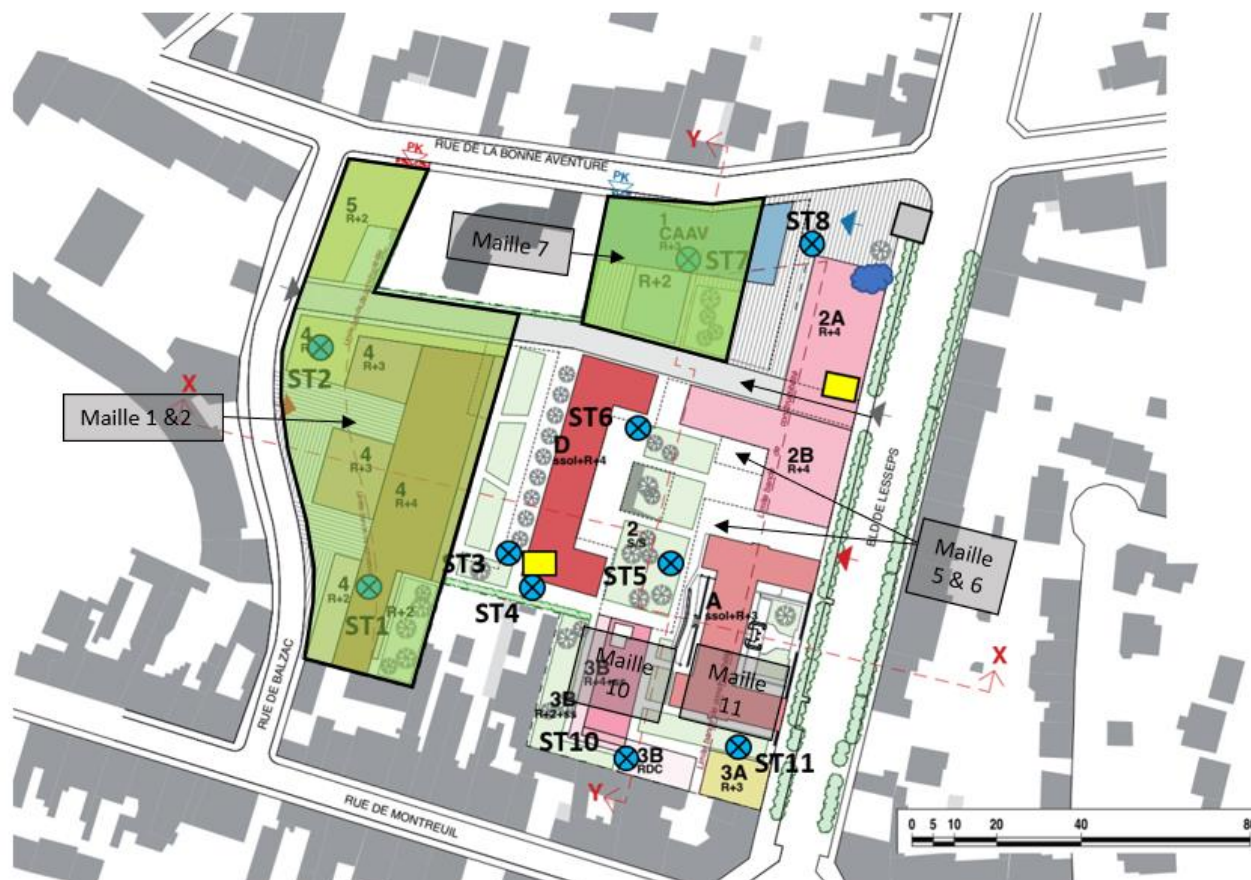 Y
RUE DE LA BONNE AVENTURE
PK
PK
5
R+2
Maille 7
1
CAAV
R+3
R+2
ST7
ST8
2A
R+4
4
ST2
4
R+3
X
Maille 1 &2
4
R+3
4
R+4
ST6
D
ssol+R+4
2B
R+4
BLD DE LESSEPS
2
S/S
Maille
5 & 6
ST3
ST4
ST5
4
R+2
ST1
R+2
A
ssol+R+3
X
Maille
10
3B
Maille
11
3B
R+2+ss
ST10
3B
RDC
ST11
3A
R+3
Y
RUE DE BALZAC
RUE DE MONTREUIL
0 5 10 20 40 80